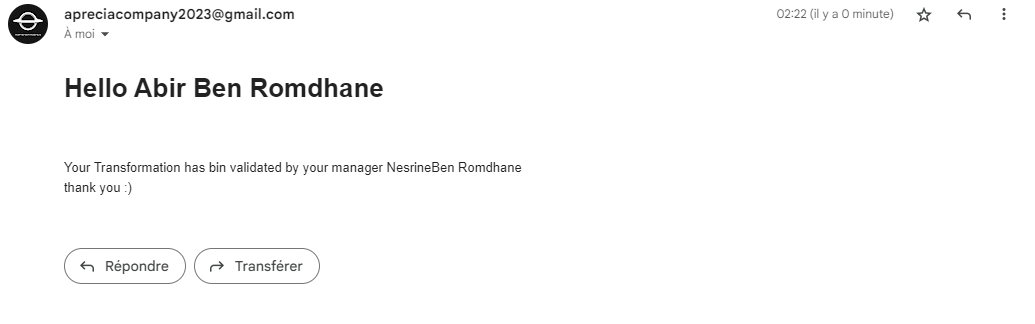 apreciacompany2023@gmail.com
02:22 (il y a 0 minute)
À moi
Hello Abir Ben Romdhane
Your Transformation has bin validated by your manager NesrineBen Romdhane
thank you :)
Répondre
Transférer